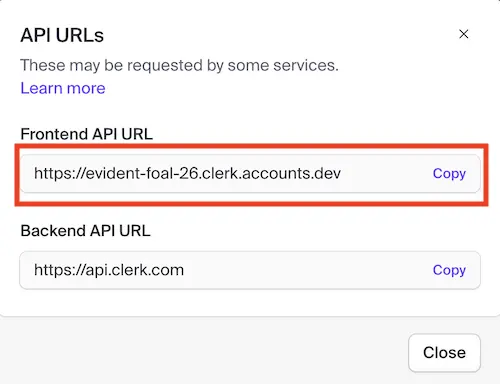 API URLs
These may be requested by some services.
Learn more
Frontend API URL
https://evident-foal-26.clerk.accounts.dev
Copy
Backend API URL
https://api.clerk.com
Copy
Close